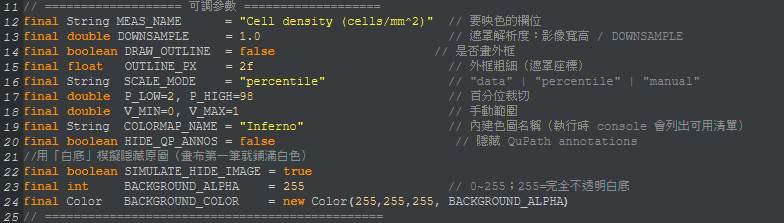 11 // =================== 可調參數 ===================
12 final String MEAS_NAME      = "Cell density (cells/mm^2)"  // 要映色的欄位
13 final double DOWNSAMPLE     = 1.0                          // 遮罩解析度：影像寬高 / DOWNSAMPLE
14 final boolean DRAW_OUTLINE  = false                      // 是否畫外框
15 final float   OUTLINE_PX    = 2f                           // 外框粗細（遮罩座標）
16 final String  SCALE_MODE    = "percentile"                 // "data" | "percentile" | "manual"
17 final double  P_LOW=2, P_HIGH=98                           // 百分位裁切
18 final double  V_MIN=0, V_MAX=1                             // 手動範圍
19 final String  COLORMAP_NAME = "Inferno"                    // 內建色圖名稱（執行時 console 會列出可用清單）
20 final boolean HIDE_QP_ANNOS = false                         // 隱藏 QuPath annotations
21 //用「白底」模擬隱藏原圖（畫布第一筆就鋪滿白色）
22 final boolean SIMULATE_HIDE_IMAGE = true
23 final int     BACKGROUND_ALPHA    = 255                    // 0~255；255=完全不透明白底
24 final Color   BACKGROUND_COLOR    = new Color(255,255,255, BACKGROUND_ALPHA)
25 // ===========================================